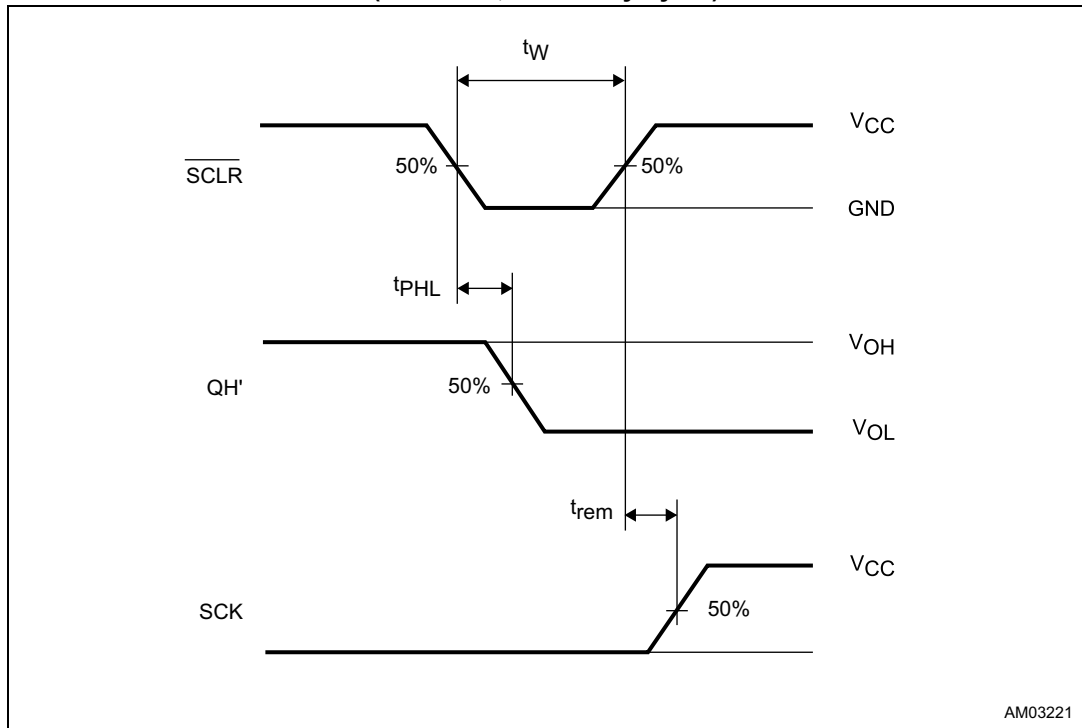 tW
VCC
SCLR
50%
50%
GND
tPHL
VOH
QH'
50%
VOL
trem
VCC
SCK
50%
AM03221